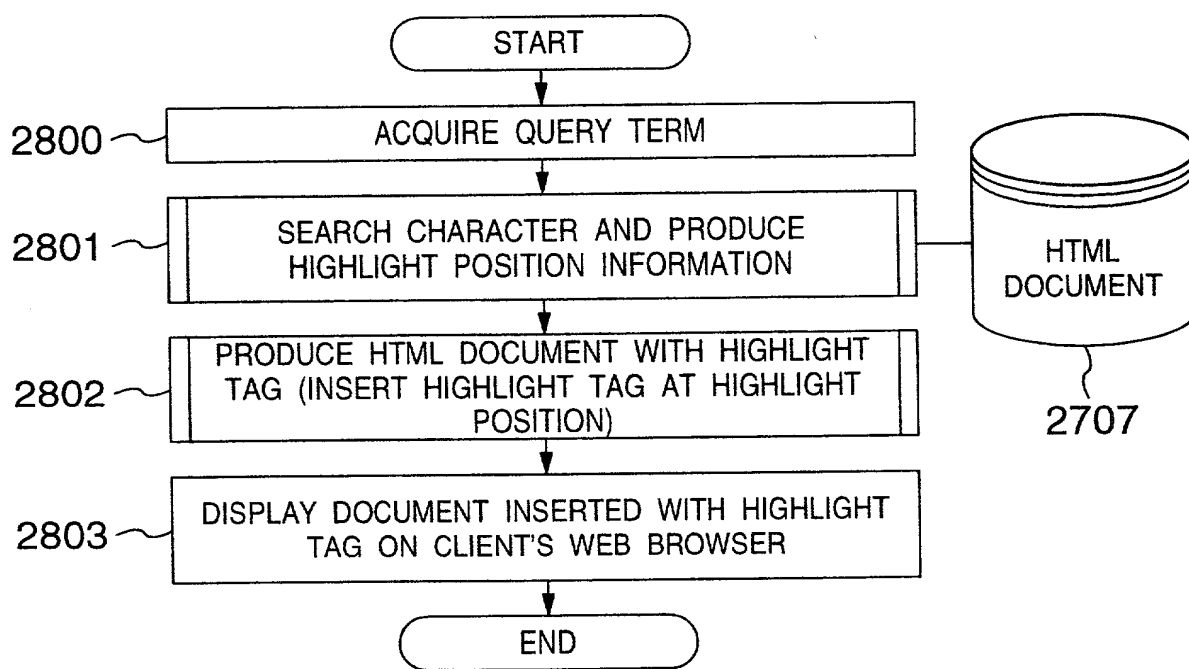 START
2800
ACQUIRE QUERY TERM
2801
SEARCH CHARACTER AND PRODUCE
HIGHLIGHT POSITION INFORMATION
HTML
DOCUMENT
2707
2802
PRODUCE HTML DOCUMENT WITH HIGHLIGHT
TAG (INSERT HIGHLIGHT TAG AT HIGHLIGHT
POSITION)
2803
DISPLAY DOCUMENT INSERTED WITH HIGHLIGHT
TAG ON CLIENT'S WEB BROWSER
END